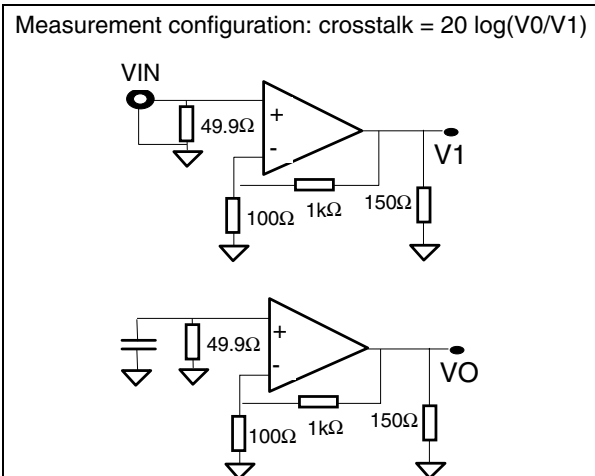 Measurement configuration: crosstalk = 20 log(V0/V1)
VIN
+
49.9Ω
-
V1
1kΩ
150Ω
100Ω
+
49.9Ω
-
VO
1kΩ
150Ω
100Ω